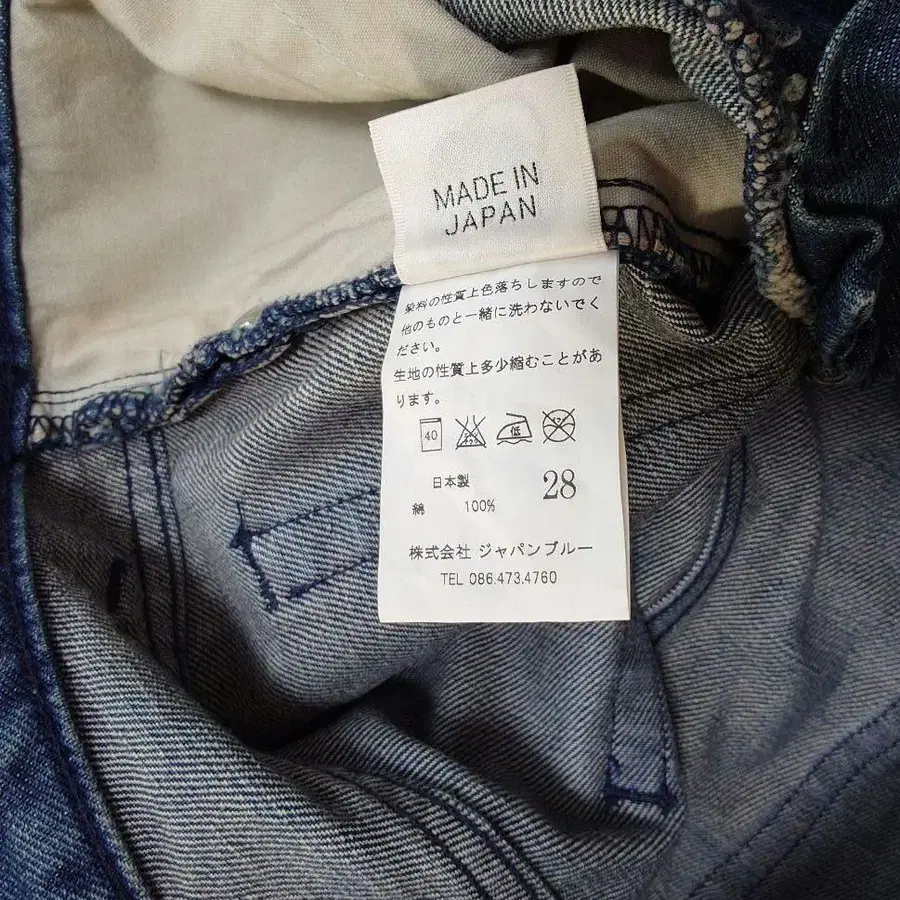 MADE IN
JAPAN
染料の性質上色落ちしますので
他のものと一緒に洗わないでく
ださい。
生地の性質上多少縮むことがあ
ります。
40 低
日本製 28
綿 100%
株式会社 ジャパンブルー
TEL 086.473.4760